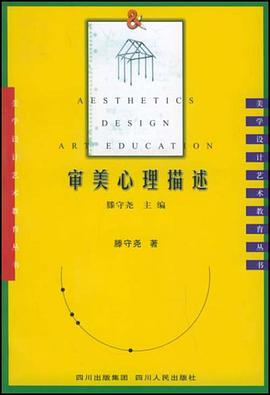 &
AESTHETICS
DESIGN
ART EDUCATION
审美心理描述
滕守尧 主编
滕守尧 著
美学设计艺术教育丛书
美学设计艺术教育丛书
四川出版集团 四川人民出版社